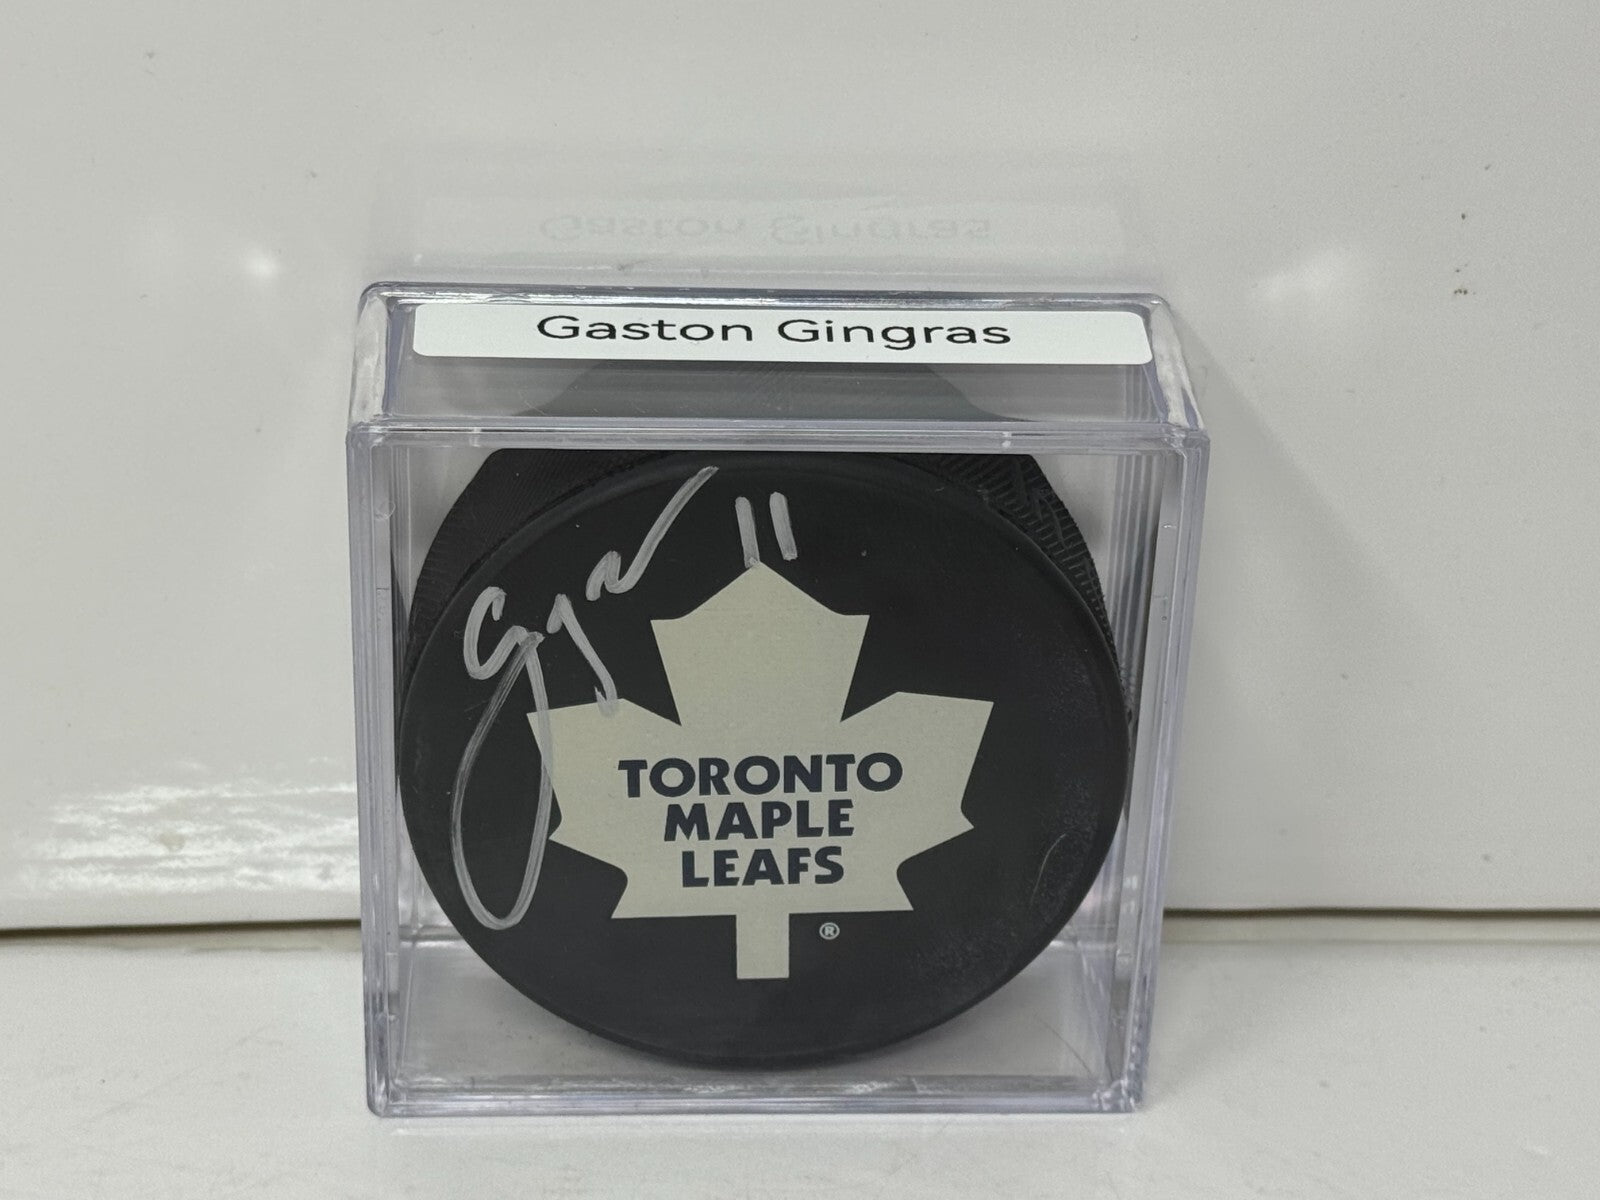 Gaston Gingras
11
TORONTO
MAPLE
LEAFS
®